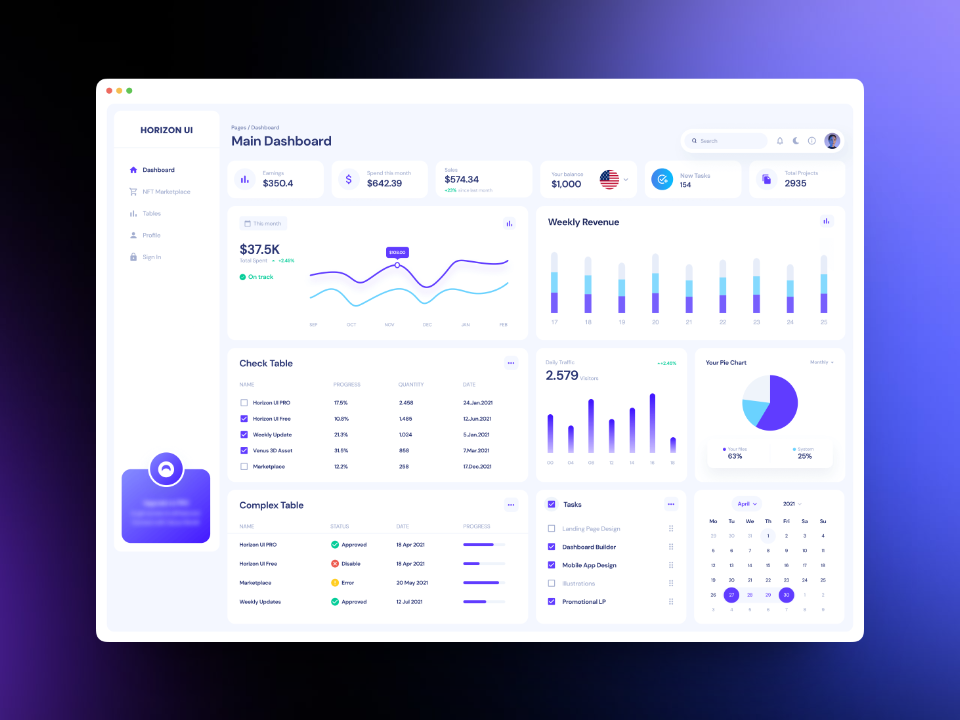 HORIZON UI
Dashboard
NFT Marketplace
Tables
Profile
Sign In
Pages / Dashboard
Main Dashboard
Search
Earnings
$350.4
Spend this month
$642.39
Sales
$574.34
+23% since last month
Your balance
$1,000
New Tasks
154
Total Projects
2935
This month
$37.5K
Total Spent +2.45%
On track
SEP OCT NOV DEC JAN FEB
Weekly Revenue
17 18 19 20 21 22 23 24 25
Check Table
NAME PROGRESS QUANTITY DATE
Horizon UI PRO 17.5% 2.458 24.Jan.2021
Horizon UI Free 10.8% 1.485 12.Jun.2021
Weekly Update 21.3% 1.024 5.Jan.2021
Venus 3D Asset 31.5% 858 7.Mar.2021
Marketplace 12.2% 258 17.Dec.2021
Daily Traffic
+2.45%
2.579 Visitors
00 04 08 12 14 16 18
Your Pie Chart
Monthly
Your Files
63%
System
25%
Complex Table
NAME STATUS DATE PROGRESS
Horizon UI PRO Approved 18 Apr 2021
Horizon UI Free Disable 18 Apr 2021
Marketplace Error 20 May 2021
Weekly Updates Approved 12 Jul 2021
Tasks
Landing Page Design
Dashboard Builder
Mobile App Design
Illustrations
Promotional LP
April 2021
Mo Tu We Th Fri Sa Su
29 30 31 1 2 3 4
5 6 7 8 9 10 11
12 13 14 15 16 17 18
19 20 21 22 23 24 25
26 27 28 29 30 1 2
3 4 5 6 7 8 9